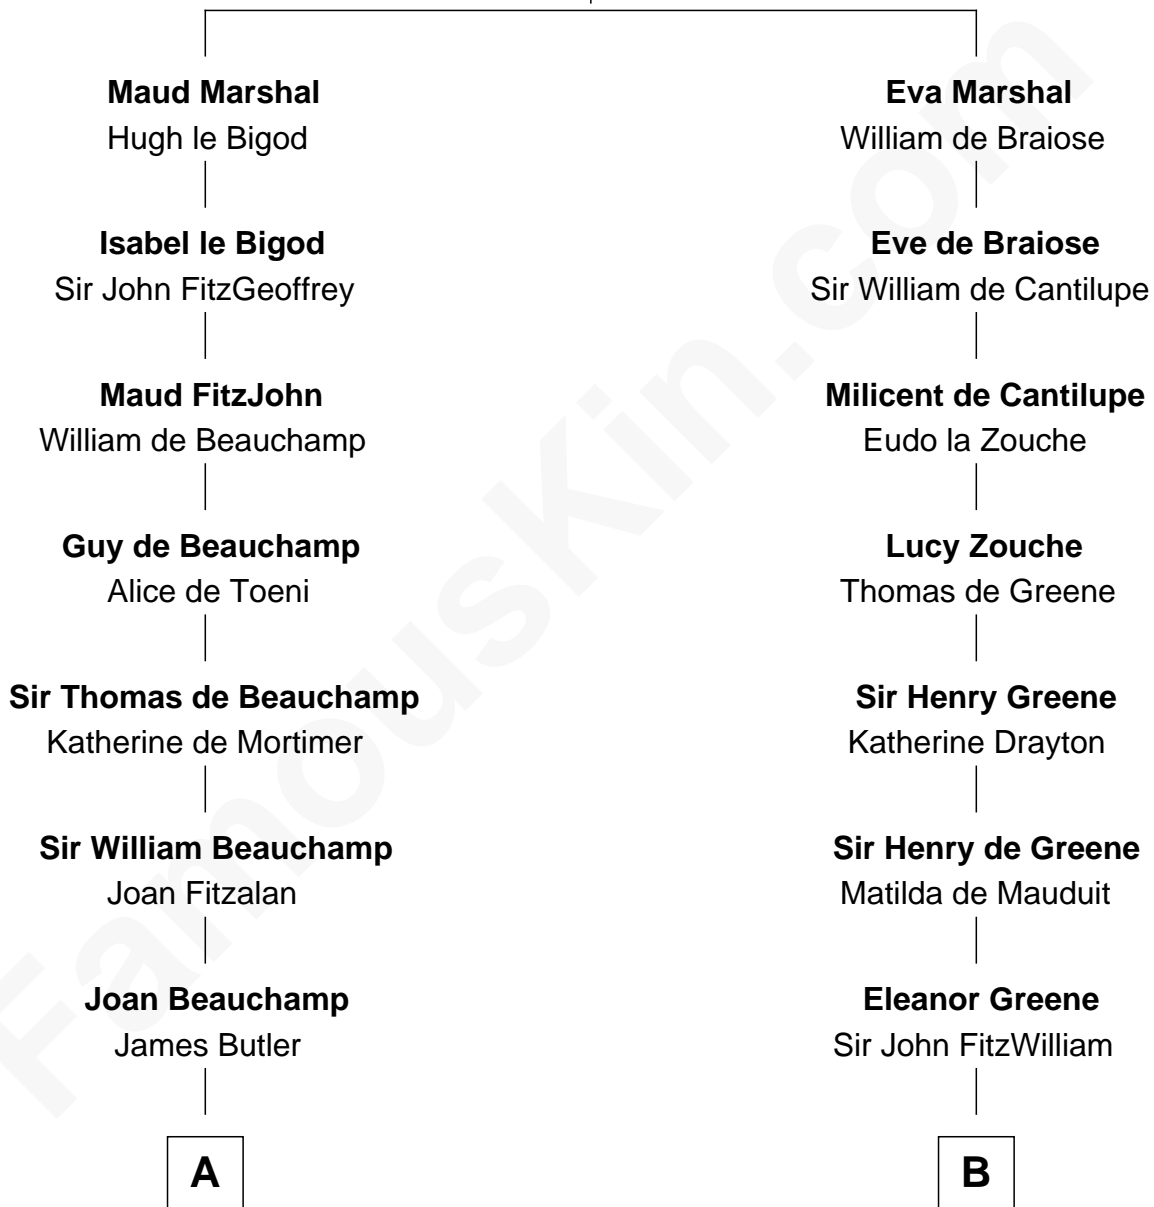 Maud Marshal
Hugh le Bigod
Isabel le Bigod
Sir John FitzGeoffrey
Maud FitzJohn
William de Beauchamp
Guy de Beauchamp
Alice de Toeni
Sir Thomas de Beauchamp
Katherine de Mortimer
Sir William Beauchamp
Joan Fitzalan
Joan Beauchamp
James Butler
A
Eva Marshal
William de Braiose
Eve de Braiose
Sir William de Cantilupe
Milicent de Cantilupe
Eudo la Zouche
Lucy Zouche
Thomas de Greene
Sir Henry Greene
Katherine Drayton
Sir Henry de Greene
Matilda de Mauduit
Eleanor Greene
Sir John FitzWilliam
B
FamousKin.com